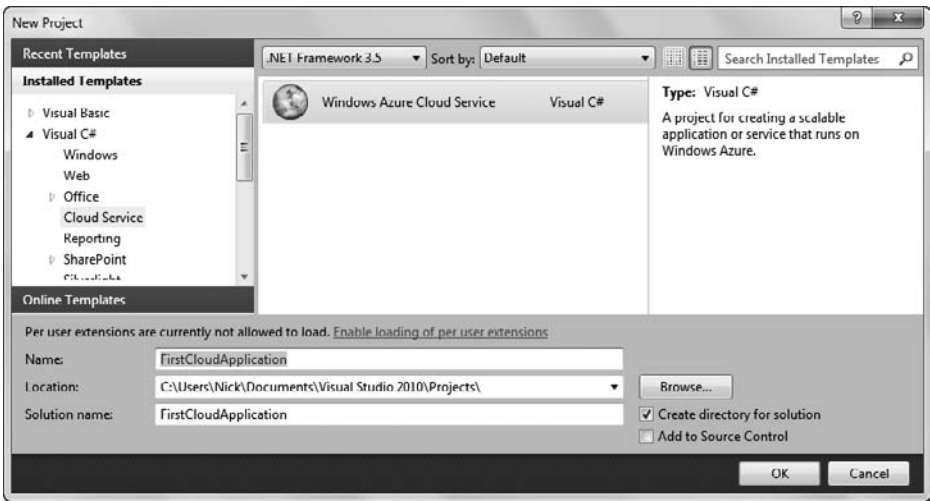 New Project
Recent Templates
Installed Templates
Visual Basic
Visual C#
Windows
Web
Office
Cloud Service
Reporting
SharePoint
Silverlight
Online Templates
.NET Framework 3.5
Sort by: Default
Search Installed Templates
Windows Azure Cloud Service Visual C#
Type: Visual C#
A project for creating a scalable
application or service that runs on
Windows Azure.
Per user extensions are currently not allowed to load. Enable loading of per user extensions
Name: FirstCloudApplication
Location: C:\Users\Nick\Documents\Visual Studio 2010\Projects\ Browse...
Solution name: FirstCloudApplication
Create directory for solution
Add to Source Control
OK Cancel